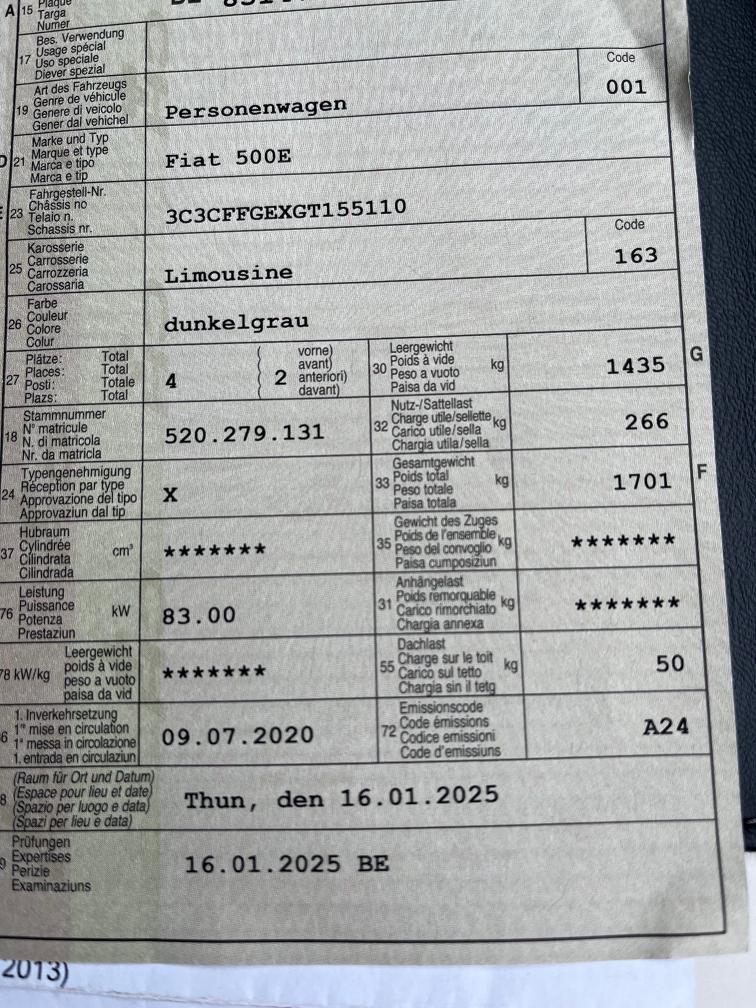 A 15 Plaque
Targa
Numer
17 Bes. Verwendung
Usage spécial
Uso speciale
Diever spezial
19 Art des Fahrzeugs
Genre de véhicule
Genere di veicolo
Gener dal vehichel
Personenwagen
Code
001
21 Marke und Typ
Marque et type
Marca e tipo
Marca e tip
Fiat 500E
23 Fahrgestell-Nr.
Châssis no
Telaio n.
Schassis nr.
3C3CFFGEXGT155110
25 Karosserie
Carrosserie
Carrozzeria
Carossaria
Limousine
Code
163
26 Farbe
Couleur
Colore
Colur
dunkelgrau
27 Plätze: Total
Places: Total
Posti: Totale
Plazs: Total
4
2
vorne)
avant)
anteriori)
davant)
30 Leergewicht
Poids à vide kg
Peso a vuoto
Paisa da vid
1435
G
18 Stammnummer
N° matricule
N. di matricola
Nr. da matricla
520.279.131
32 Nutz-/Sattellast
Charge utile/sellette kg
Carico utile/sella
Chargia utila/sella
266
24 Typengenehmigung
Réception par type
Approvazione del tipo
Approvaziun dal tip
X
33 Gesamtgewicht
Poids total kg
Peso totale
Paisa totala
1701
F
37 Hubraum
Cylindrée cm³
Cilindrata
Cilindrada
*******
35 Gewicht des Zuges
Poids de l'ensemble kg
Peso del convoglio
Paisa cumposiziun
*******
76 Leistung
Puissance kW
Potenza
Prestaziun
83.00
31 Anhängelast
Poids remorquable kg
Carico rimorchiato
Chargia annexa
*******
78 kW/kg
Leergewicht
poids à vide
peso a vuoto
paisa da vid
*******
55 Dachlast
Charge sur le toit kg
Carico sul tetto
Chargia sin il tetg
50
6 1. Inverkehrsetzung
1re mise en circulation
1a messa in circolazione
1. entrada en circulaziun
09.07.2020
72 Emissionscode
Code émissions
Codice emissioni
Code d'emissiuns
A24
8 (Raum für Ort und Datum)
(Espace pour lieu et date)
(Spazio per luogo e data)
(Spazi per lieu e data)
Thun, den 16.01.2025
9 Prüfungen
Expertises
Perizie
Examinaziuns
16.01.2025 BE
2013)